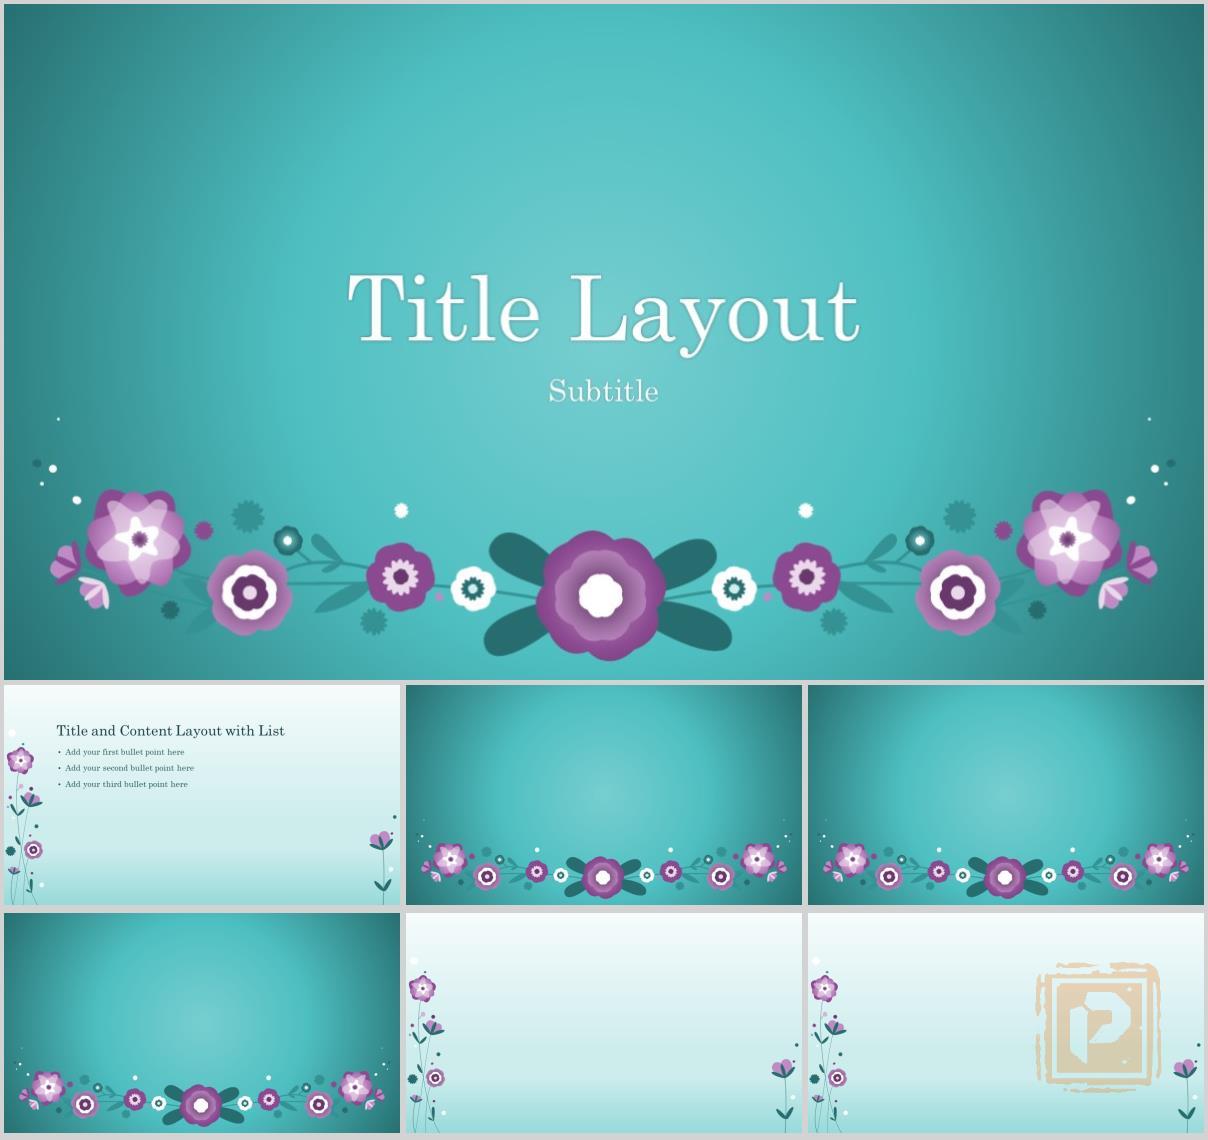 Title Layout
Subtitle
Title and Content Layout with List
• Add your first bullet point here
• Add your second bullet point here
• Add your third bullet point here
P